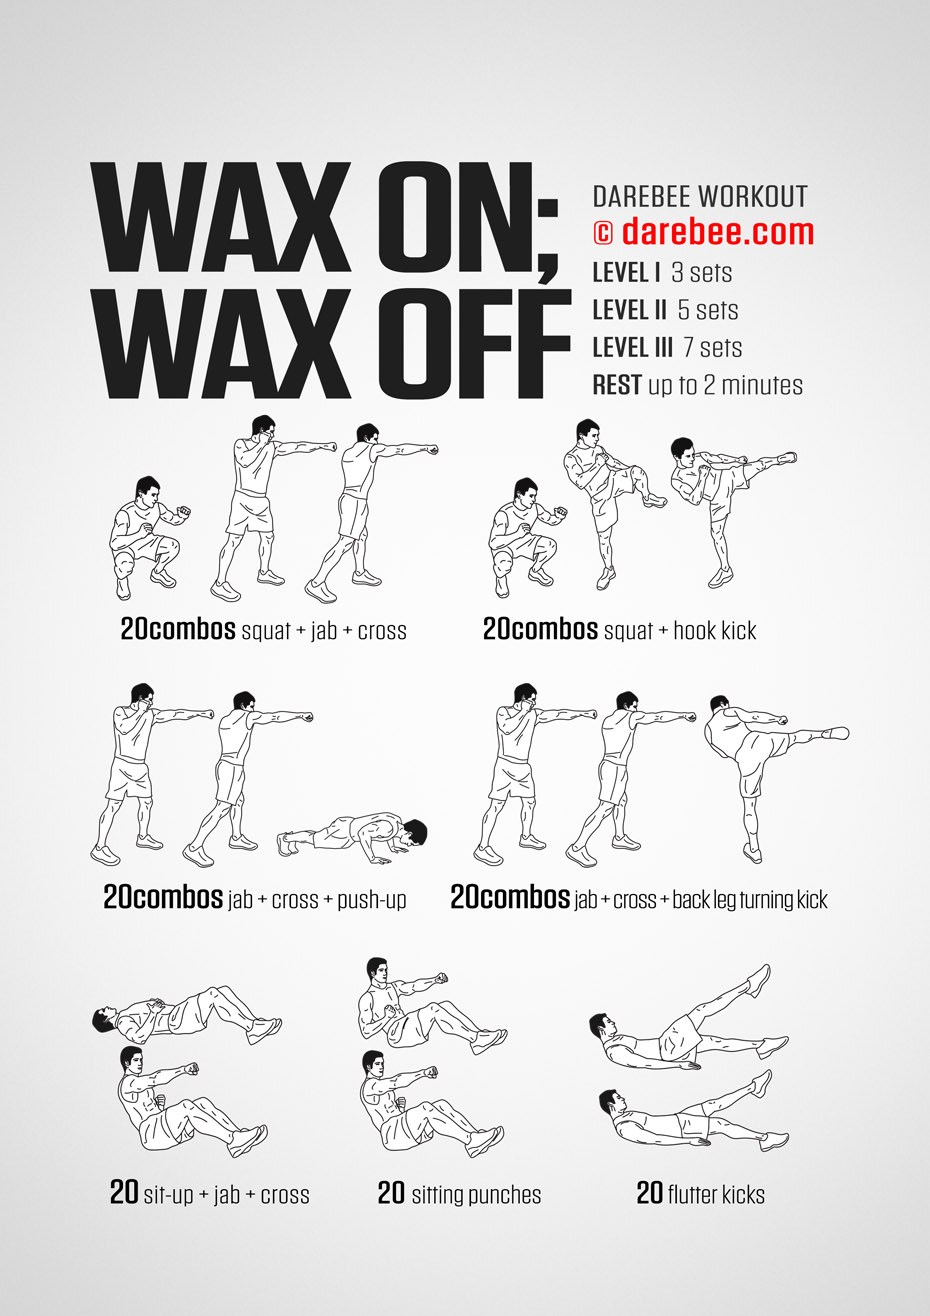 WAX ON;
WAX OFF
DAREBEE WORKOUT
© darebee.com
LEVEL I 3 sets
LEVEL II 5 sets
LEVEL III 7 sets
REST up to 2 minutes
20combos squat + jab + cross
20combos squat + hook kick
20combos jab + cross + push-up
20combos jab + cross + back leg turning kick
20 sit-up + jab + cross
20 sitting punches
20 flutter kicks